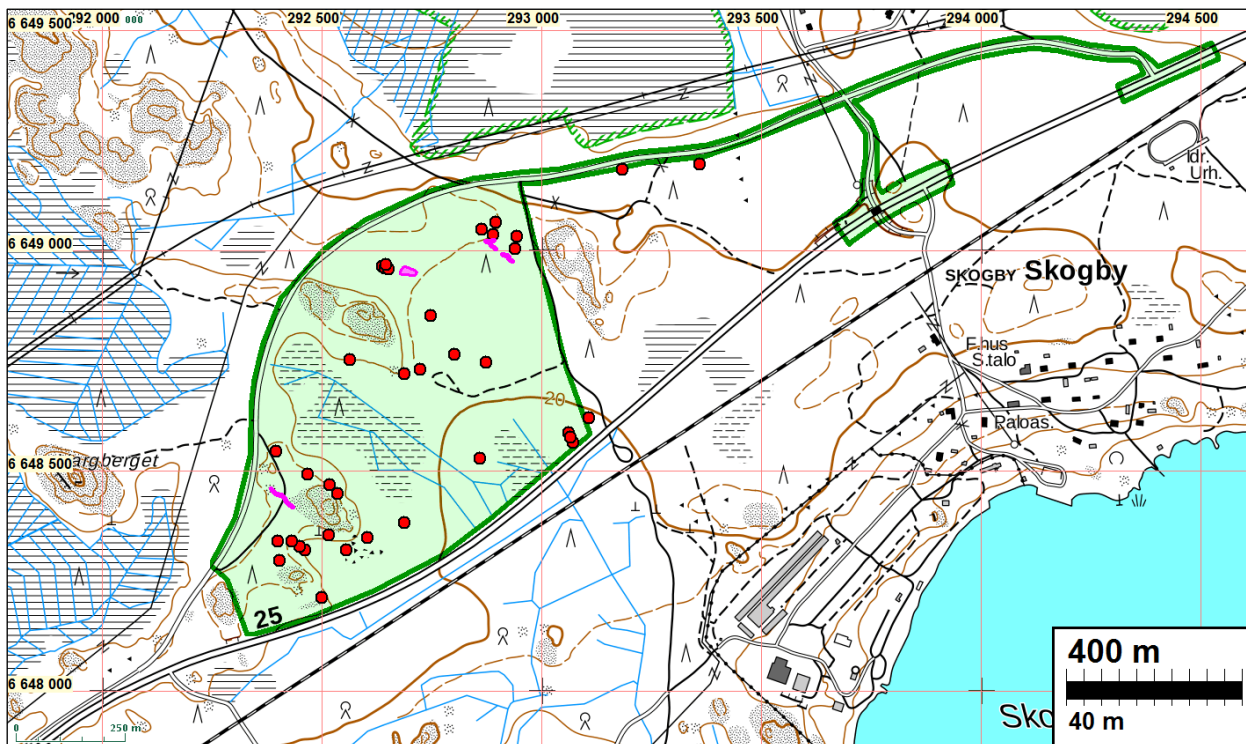 6 649 500
292 000
000
292 500
293 000
293 500
294 000
294 500
Idr.
Urh.
6 649 000
SKOGBY Skogby
F.hus
S.talo
20
Paloas.
argberget
6 648 500
25
6 648 000
0
250 m
400 m
40 m
Sko